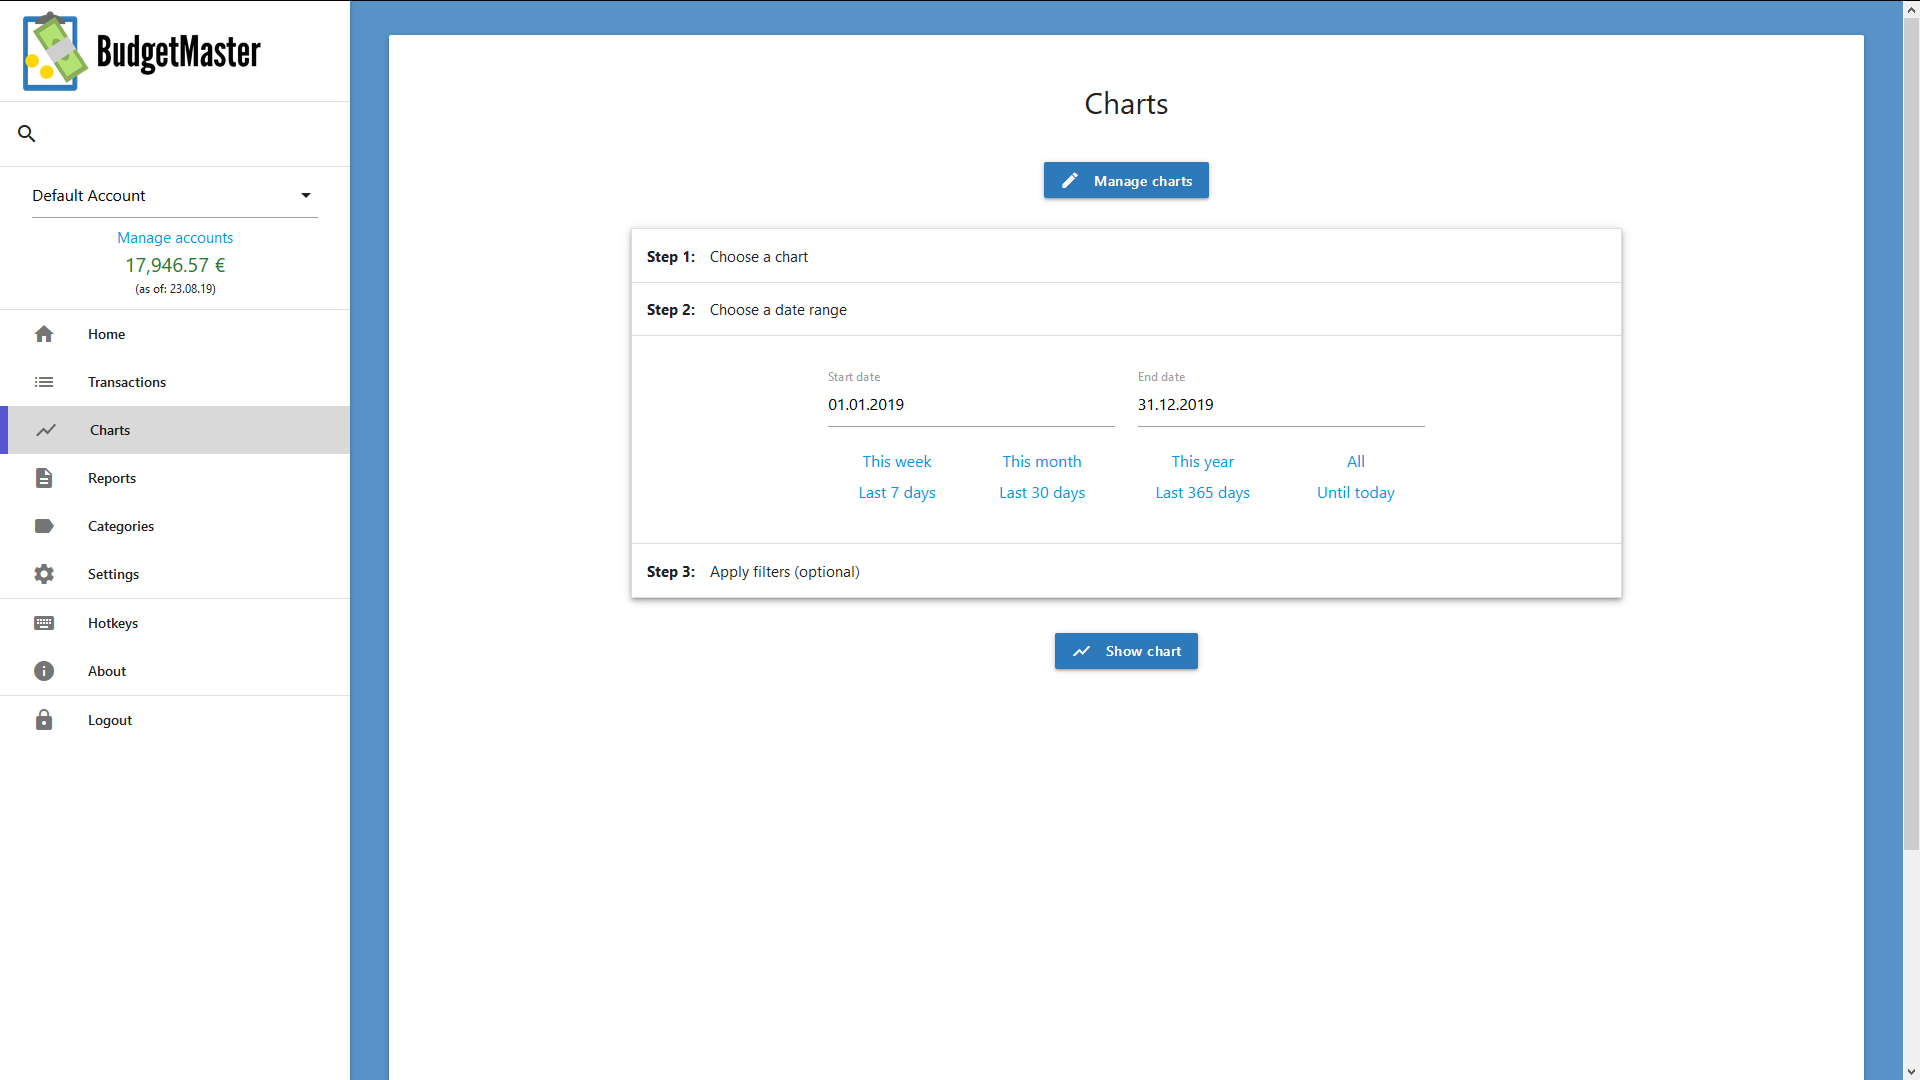 BudgetMaster
Default Account
Manage accounts
17,946.57 €
(as of: 23.08.19)
Home
Transactions
Charts
Reports
Categories
Settings
Hotkeys
About
Logout
Charts
Manage charts
Step 1: Choose a chart
Step 2: Choose a date range
Start date End date
01.01.2019 31.12.2019
This week This month This year All
Last 7 days Last 30 days Last 365 days Until today
Step 3: Apply filters (optional)
Show chart